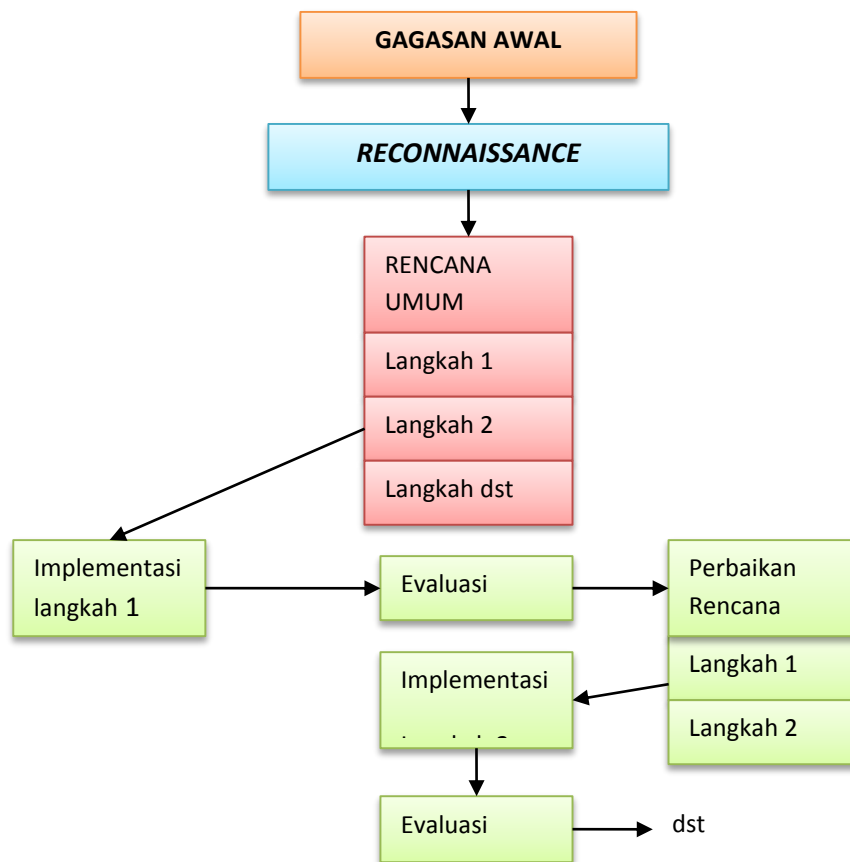 GAGASAN AWAL
RECONNAISSANCE
RENCANA
UMUM
Langkah 1
Langkah 2
Langkah dst
Implementasi
langkah 1
Evaluasi
Perbaikan
Rencana
Langkah 1
Langkah 2
Implementasi
Evaluasi
dst